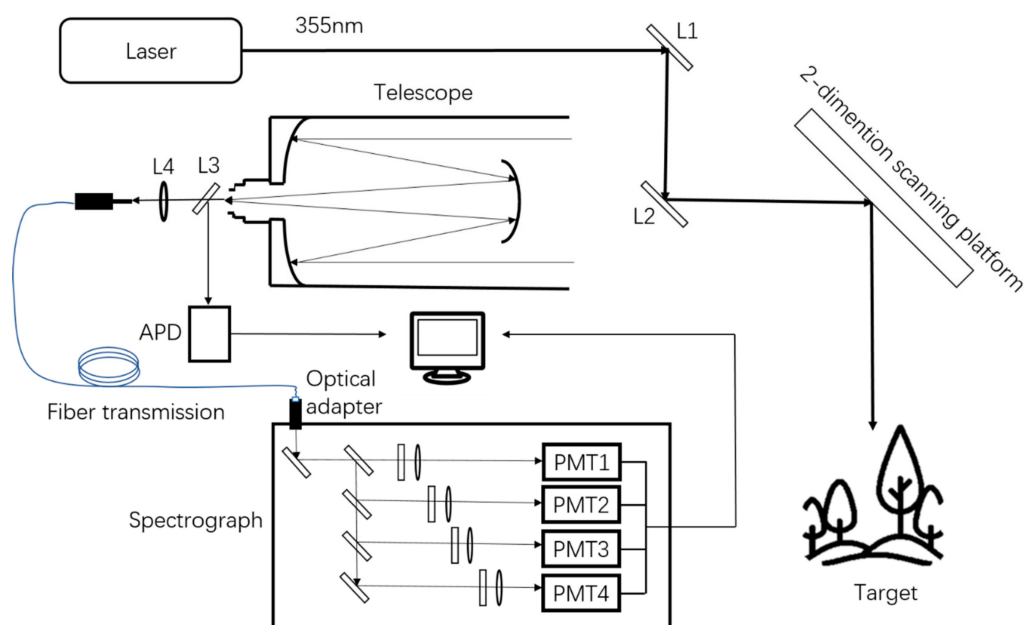 355nm
Laser
L1
Telescope
2-dimention scanning platform
L4
L3
L2
APD
Optical
adapter
Fiber transmission
PMT1
PMT2
Spectrograph
PMT3
PMT4
Target